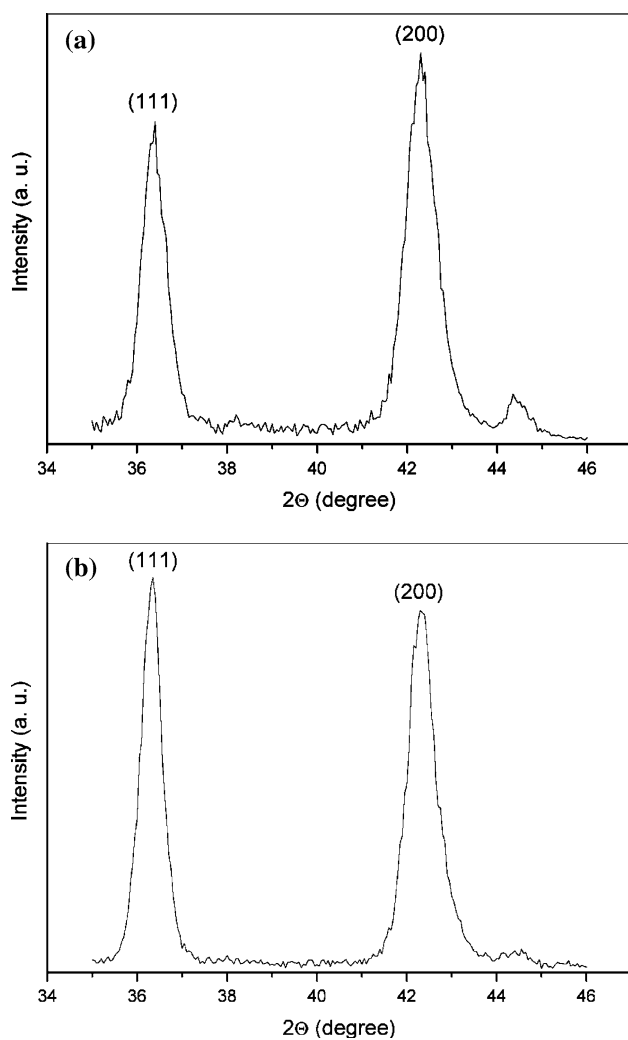 (a)
(200)
(111)
Intensity (a. u.)
34 36 38 40 42 44 46
2Θ (degree)
(b)
(111)
(200)
Intensity (a. u.)
34 36 38 40 42 44 46
2Θ (degree)